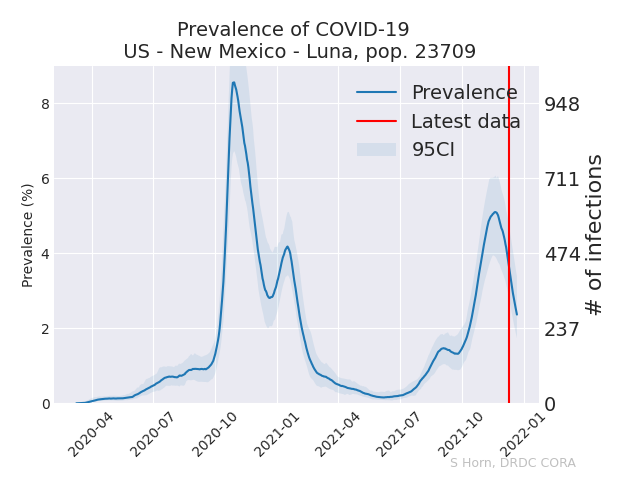 Prevalence of COVID-19
US - New Mexico - Luna, pop. 23709
Prevalence
Latest data
95CI
Prevalence (%)
8
6
4
2
0
948
711
474
237
0
# of infections
2020-04
2020-07
2020-10
2021-01
2021-04
2021-07
2021-10
2022-01
S Horn, DRDC CORA